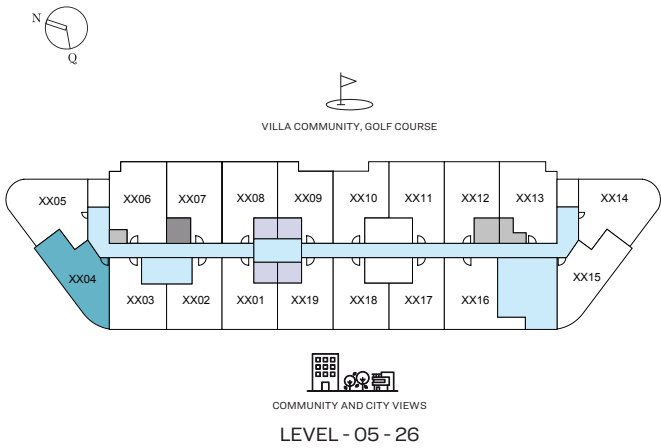 N
Q
VILLA COMMUNITY, GOLF COURSE
XX05
XX06
XX07
XX08
XX09
XX10
XX11
XX12
XX13
XX14
XX04
XX03
XX02
XX01
XX19
XX18
XX17
XX16
XX15
COMMUNITY AND CITY VIEWS
LEVEL - 05 - 26